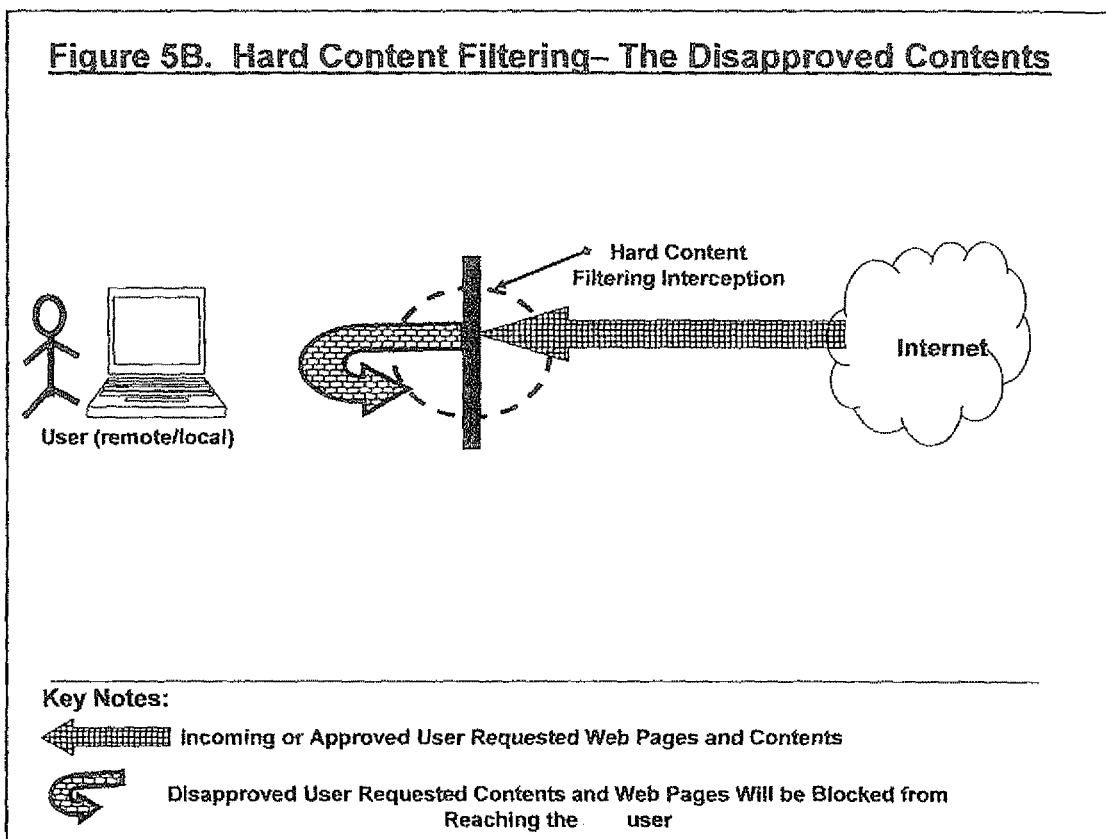 Figure 5B. Hard Content Filtering– The Disapproved Contents
Hard Content
Filtering Interception
Internet
User (remote/local)
Key Notes:
Incoming or Approved User Requested Web Pages and Contents
Disapproved User Requested Contents and Web Pages Will be Blocked from
Reaching the user